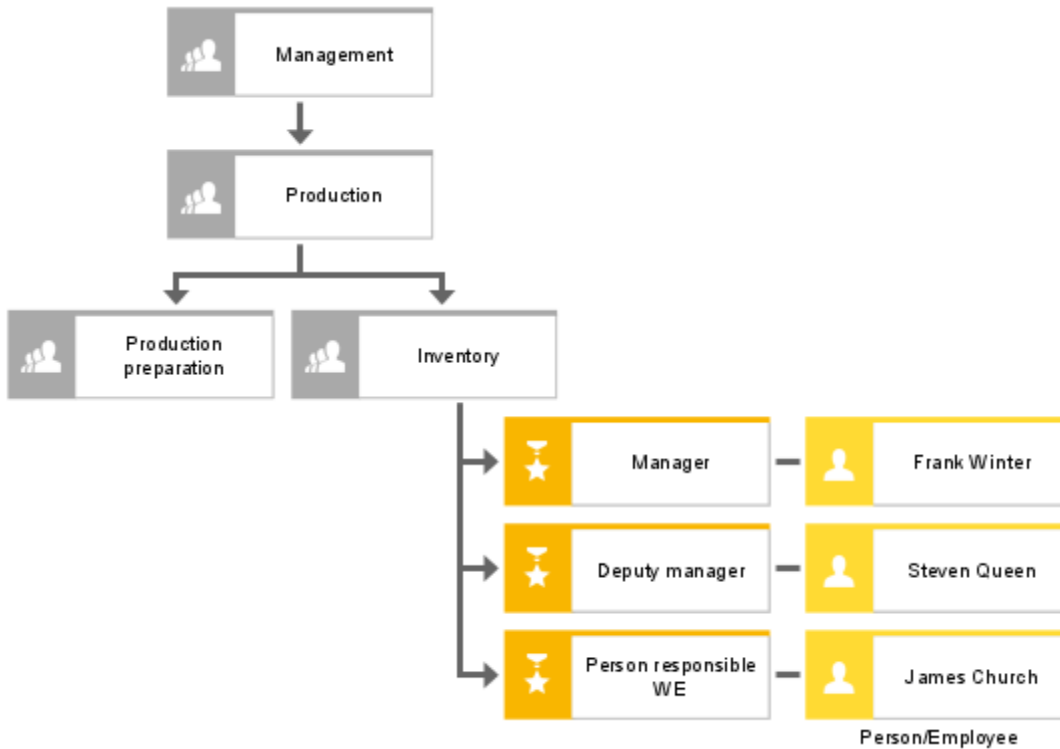 Management
Production
Production
preparation
Inventory
Manager
Frank Winter
Deputy manager
Steven Queen
Person responsible
WE
James Church
Person/Employee